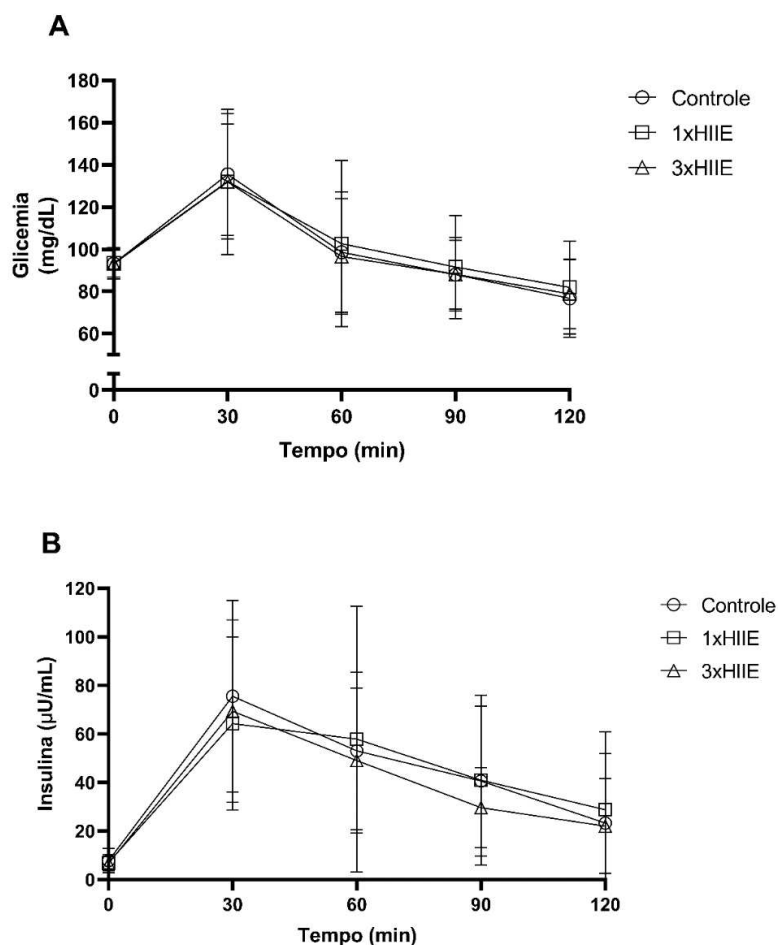 A
180
160
140
120
100
80
60
0
Glicemia
(mg/dL)
0 30 60 90 120
Tempo (min)
Controle
1xHIIE
3xHIIE
B
120
100
80
60
40
20
0
Insulina (µU/mL)
0 30 60 90 120
Tempo (min)
Controle
1xHIIE
3xHIIE